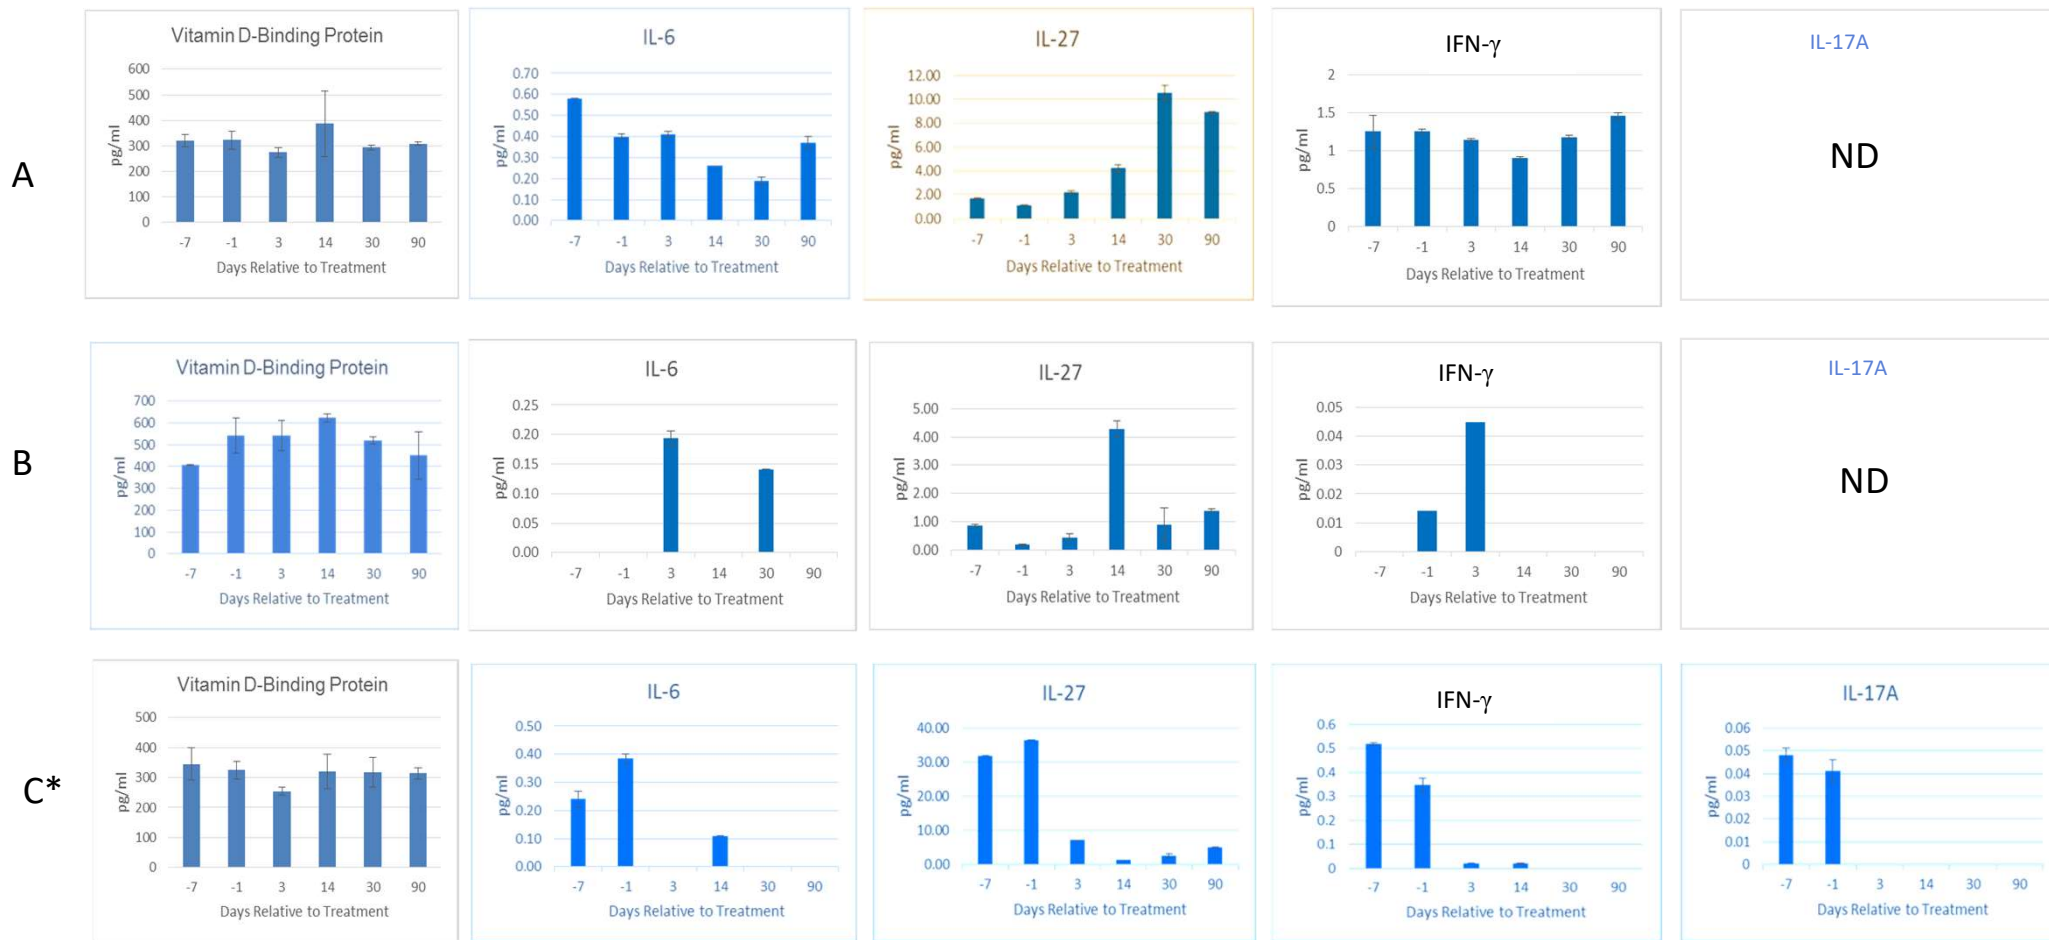 A
Vitamin D-Binding Protein
600
500
400
300
200
100
0
pg/ml
-7 -1 3 14 30 90
Days Relative to Treatment
IL-6
0.70
0.60
0.50
0.40
0.30
0.20
0.10
0.00
pg/ml
-7 -1 3 14 30 90
Days Relative to Treatment
IL-27
12.00
10.00
8.00
6.00
4.00
2.00
0.00
pg/ml
-7 -1 3 14 30 90
Days Relative to Treatment
IFN-γ
2
1.5
1
0.5
0
pg/ml
-7 -1 3 14 30 90
Days Relative to Treatment
IL-17A
ND
B
Vitamin D-Binding Protein
700
600
500
400
300
200
100
0
pg/ml
-7 -1 3 14 30 90
Days Relative to Treatment
IL-6
0.25
0.20
0.15
0.10
0.05
0.00
pg/ml
-7 -1 3 14 30 90
Days Relative to Treatment
IL-27
5.00
4.00
3.00
2.00
1.00
0.00
pg/ml
-7 -1 3 14 30 90
Days Relative to Treatment
IFN-γ
0.05
0.04
0.03
0.02
0.01
0
pg/ml
-7 -1 3 14 30 90
Days Relative to Treatment
IL-17A
ND
C*
Vitamin D-Binding Protein
500
400
300
200
100
0
pg/ml
-7 -1 3 14 30 90
Days Relative to Treatment
IL-6
0.50
0.40
0.30
0.20
0.10
0.00
pg/ml
-7 -1 3 14 30 90
Days Relative to Treatment
IL-27
40.00
30.00
20.00
10.00
0.00
pg/ml
-7 -1 3 14 30 90
Days Relative to Treatment
IFN-γ
0.6
0.5
0.4
0.3
0.2
0.1
0
pg/ml
-7 -1 3 14 30 90
Days Relative to Treatment
IL-17A
0.06
0.05
0.04
0.03
0.02
0.01
0
pg/ml
-7 -1 3 14 30 90
Days Relative to Treatment